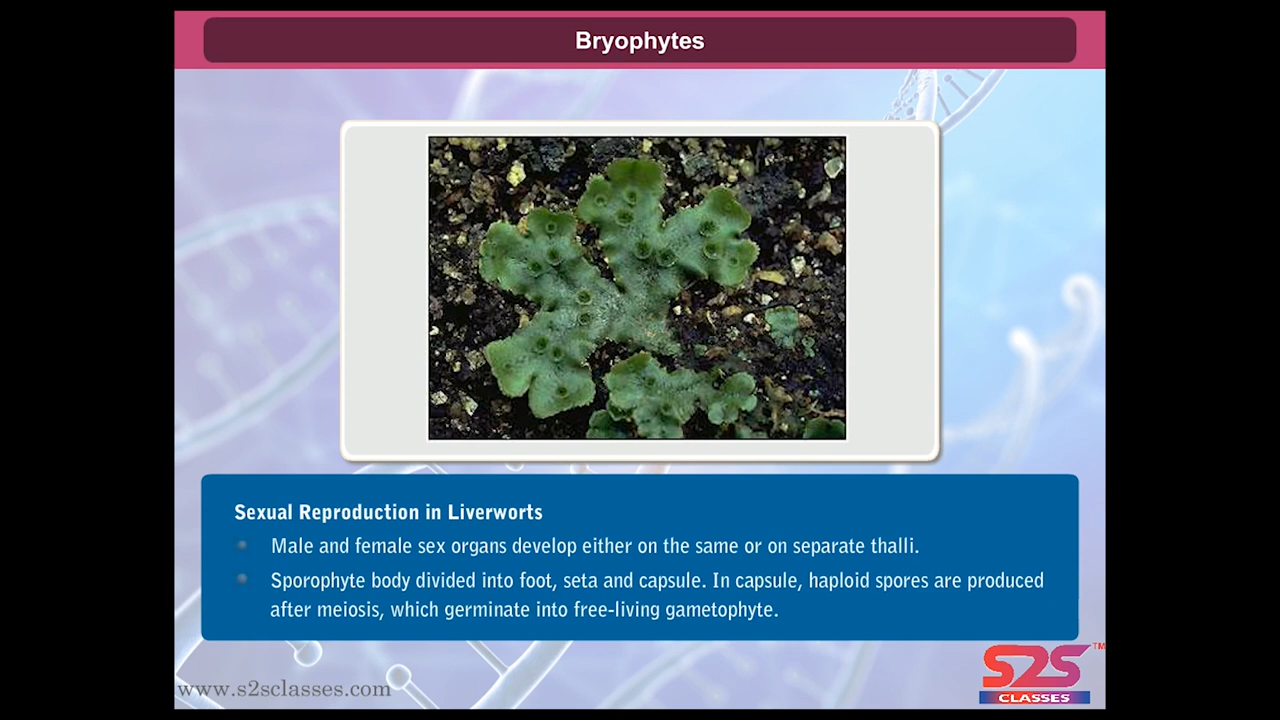 Bryophytes
Sexual Reproduction in Liverworts
Male and female sex organs develop either on the same or on separate thalli.
Sporophyte body divided into foot, seta and capsule. In capsule, haploid spores are produced
after meiosis, which germinate into free-living gametophyte.
www.s2sclasses.com
S2S TM
CLASSES